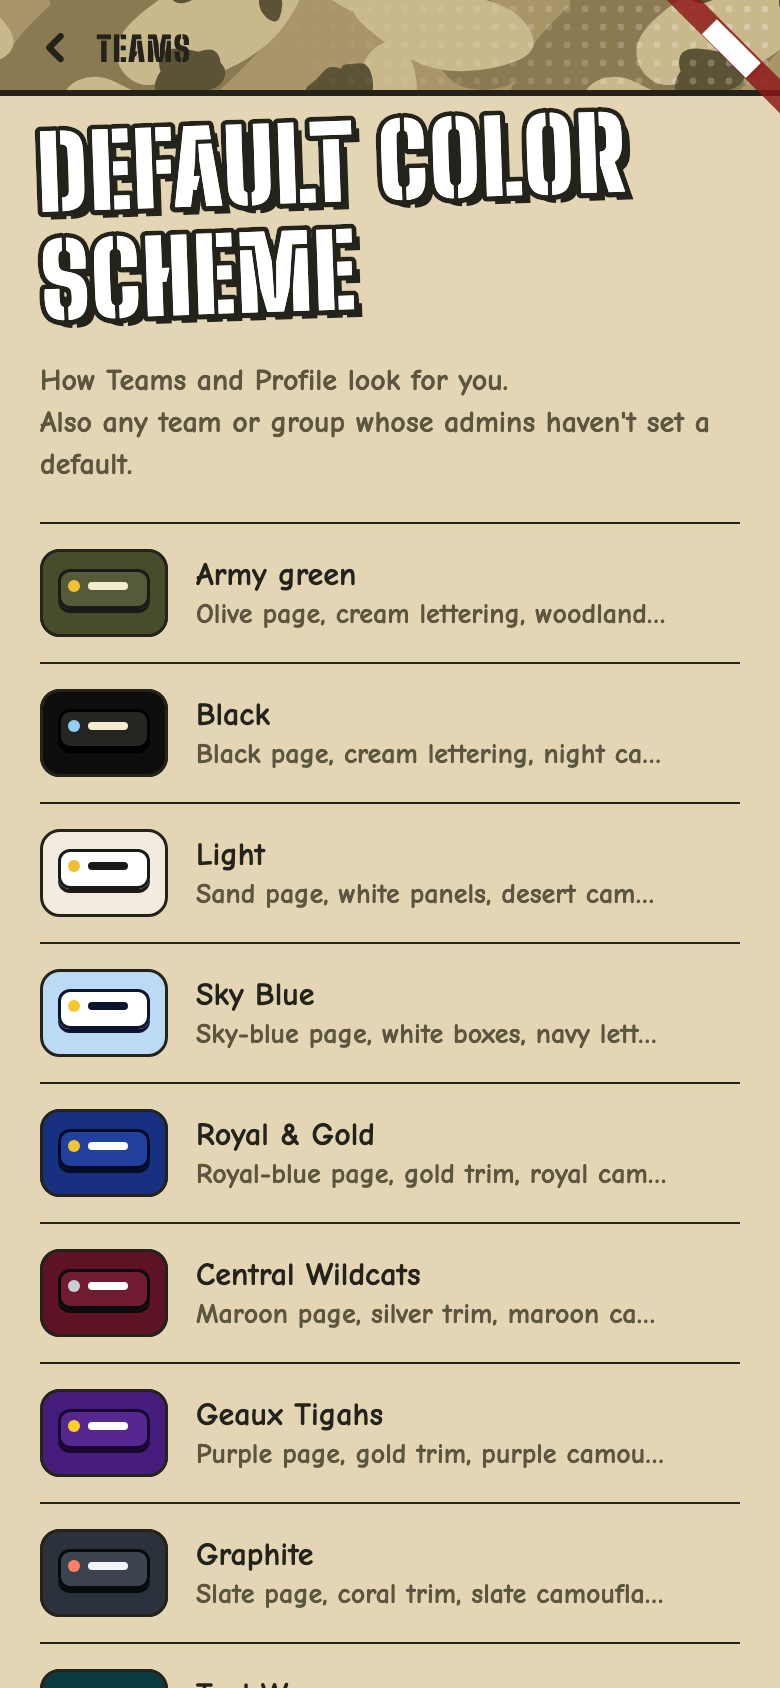 TEAMS
DEFAULT COLOR
SCHEME
How Teams and Profile look for you.
Also any team or group whose admins haven't set a
default.
Army green
Olive page, cream lettering, woodland...
Black
Black page, cream lettering, night ca...
Light
Sand page, white panels, desert cam...
Sky Blue
Sky-blue page, white boxes, navy lett...
Royal & Gold
Royal-blue page, gold trim, royal cam...
Central Wildcats
Maroon page, silver trim, maroon ca...
Geaux Tigahs
Purple page, gold trim, purple camou...
Graphite
Slate page, coral trim, slate camoufla...